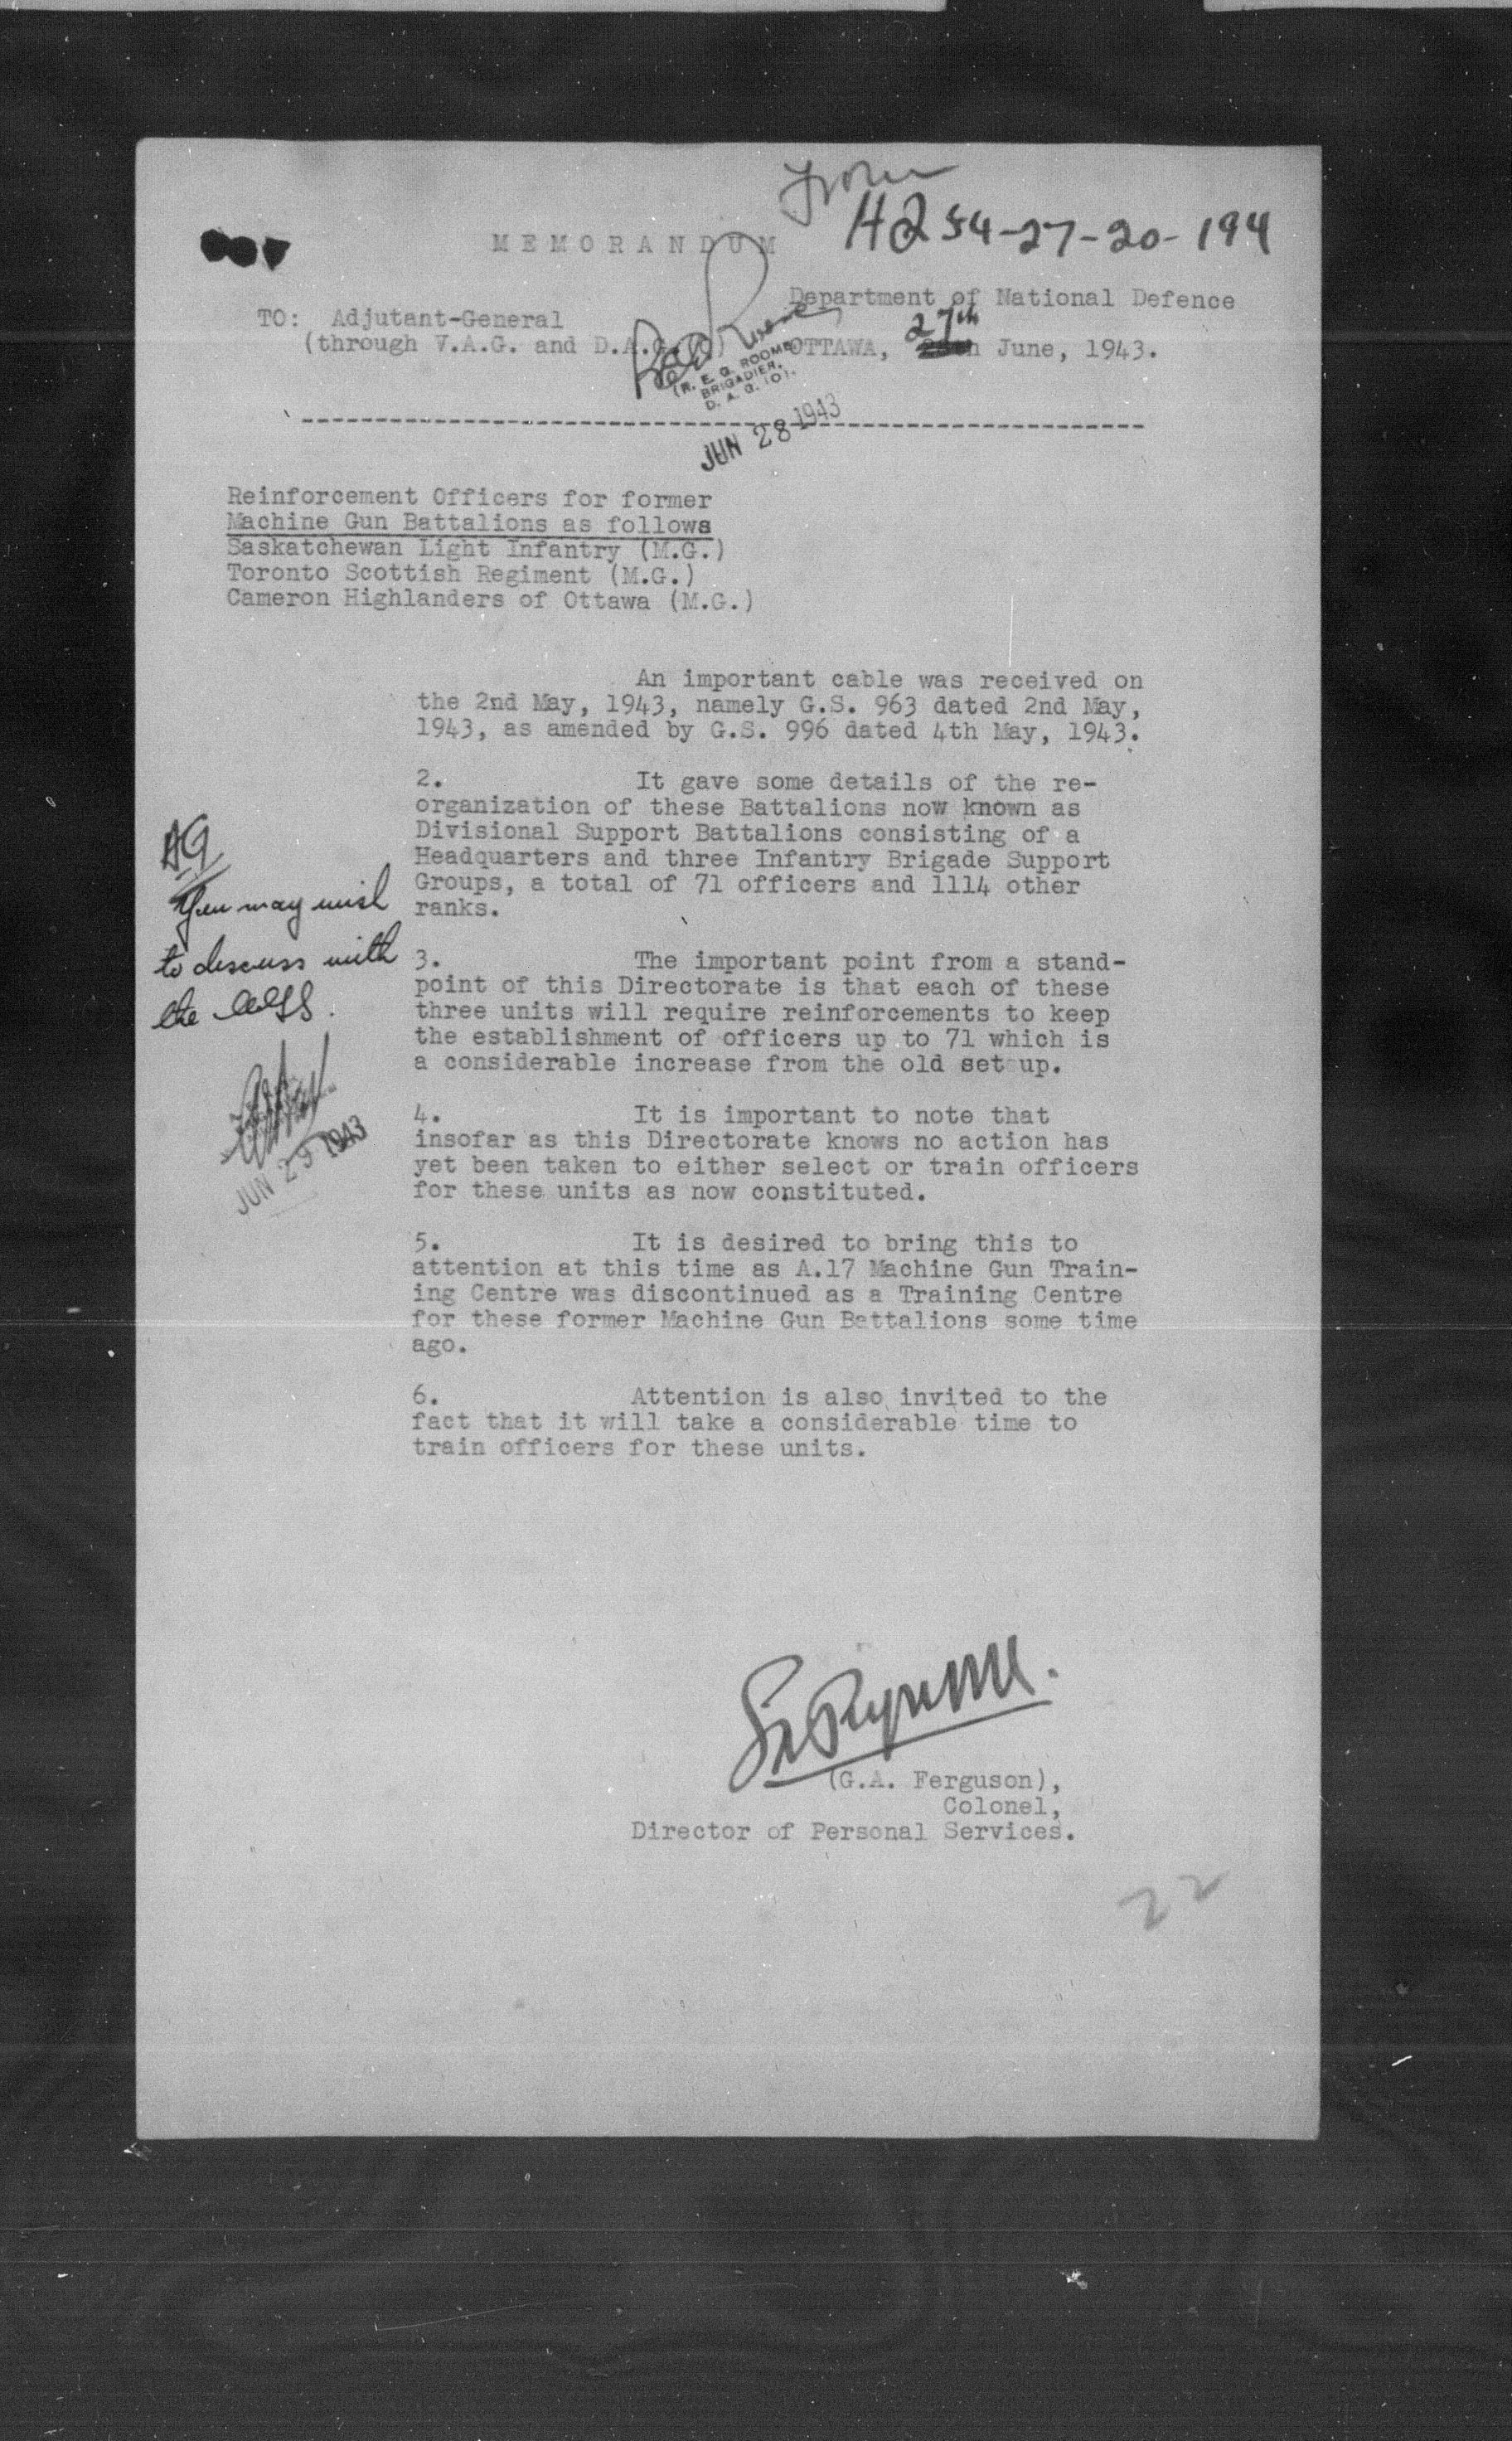 From
HQ 54-27-20-194
MEMORANDUM
Department of National Defence
TO: Adjutant-General
(through V.A.G. and D.A.G.(O)) OTTAWA, 27th June, 1943.
(R. E. G. ROOME)
BRIGADIER,
D. A. G. (O).
JUN 28 1943
Reinforcement Officers for former
Machine Gun Battalions as follows
Saskatchewan Light Infantry (M.G.)
Toronto Scottish Regiment (M.G.)
Cameron Highlanders of Ottawa (M.G.)
An important cable was received on
the 2nd May, 1943, namely G.S. 963 dated 2nd May,
1943, as amended by G.S. 996 dated 4th May, 1943.
2. It gave some details of the re-
organization of these Battalions now known as
Divisional Support Battalions consisting of a
Headquarters and three Infantry Brigade Support
Groups, a total of 71 officers and 1114 other
ranks.
AG
You may wish
to discuss with
the
JUN 29 1943
3. The important point from a stand-
point of this Directorate is that each of these
three units will require reinforcements to keep
the establishment of officers up to 71 which is
a considerable increase from the old set up.
4. It is important to note that
insofar as this Directorate knows no action has
yet been taken to either select or train officers
for these units as now constituted.
5. It is desired to bring this to
attention at this time as A.17 Machine Gun Train-
ing Centre was discontinued as a Training Centre
for these former Machine Gun Battalions some time
ago.
6. Attention is also invited to the
fact that it will take a considerable time to
train officers for these units.
(G.A. Ferguson),
Colonel,
Director of Personal Services.
22